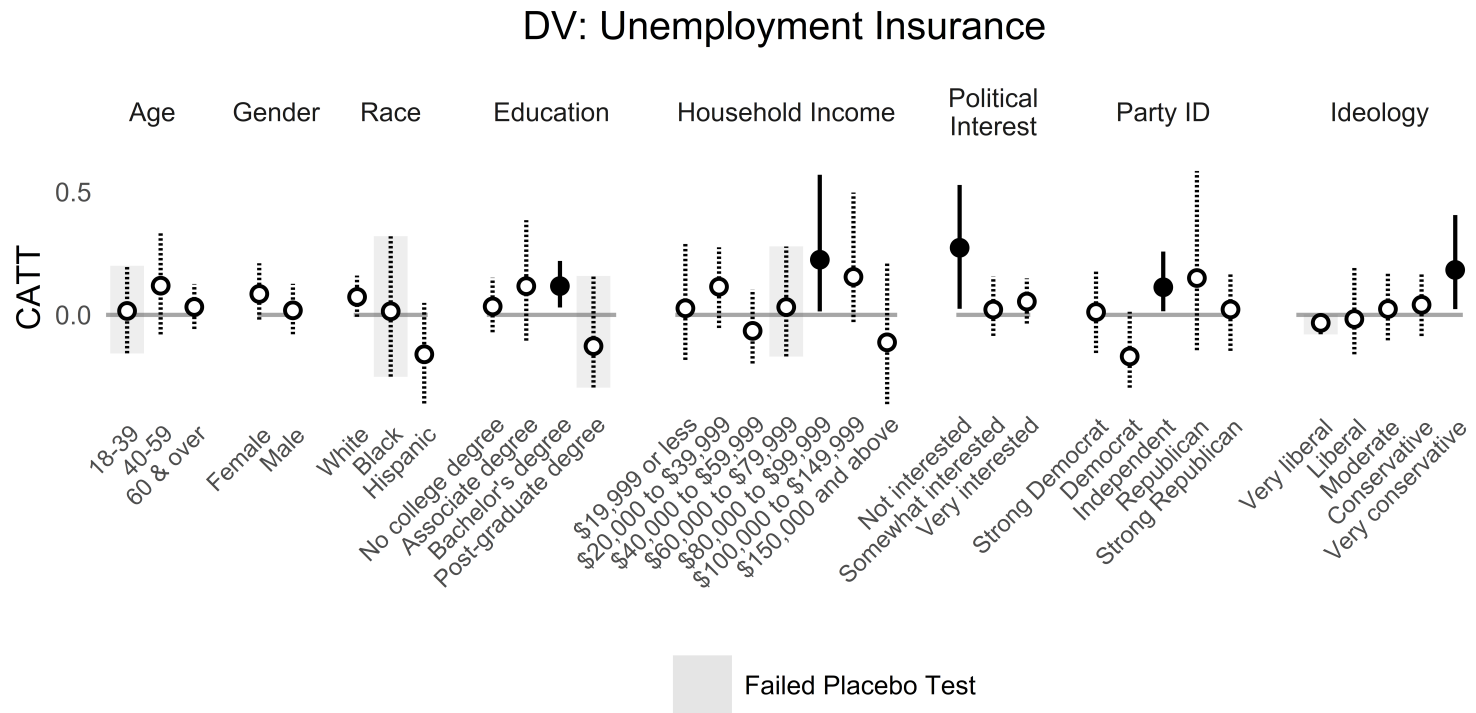 DV: Unemployment Insurance
Age
Gender
Race
Education
Household Income
Political
Interest
Party ID
Ideology
CATT
0.5
0.0
18-39
40-59
60 & over
Female
Male
White
Black
Hispanic
No college degree
Associate degree
Bachelor's degree
Post-graduate degree
$19,999 or less
$20,000 to $39,999
$40,000 to $59,999
$60,000 to $79,999
$80,000 to $99,999
$100,000 to $149,999
$150,000 and above
Not interested
Somewhat interested
Very interested
Strong Democrat
Democrat
Independent
Republican
Strong Republican
Very liberal
Liberal
Moderate
Conservative
Very conservative
Failed Placebo Test